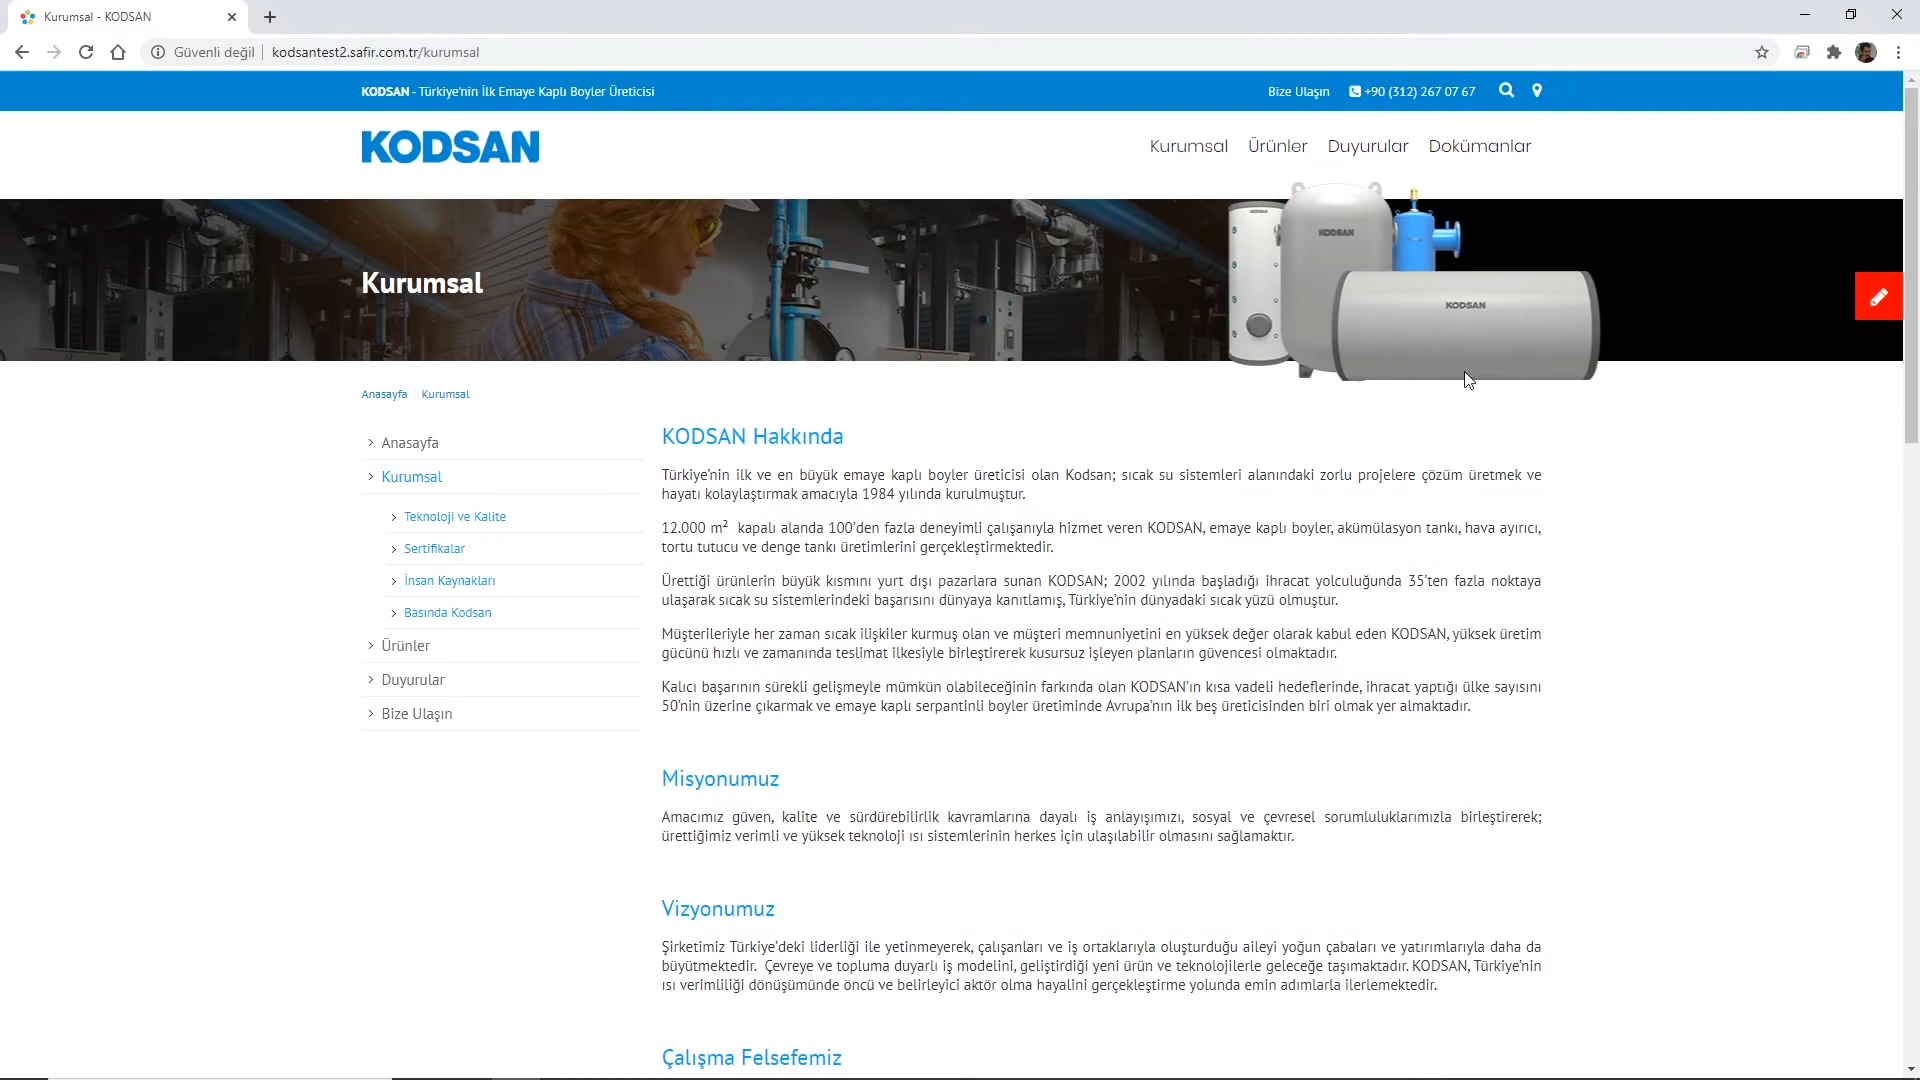 Kurumsal - KODSAN
Güvenli değil
kodsantest2.safir.com.tr/kurumsal
KODSAN - Türkiye'nin İlk Emaye Kaplı Boyler Üreticisi
Bize Ulaşın
+90 (312) 267 07 67
KODSAN
Kurumsal
Ürünler
Duyurular
Dokümanlar
KODSAN
KODSAN
KODSAN
Kurumsal
Anasayfa
Kurumsal
Anasayfa
Kurumsal
Teknoloji ve Kalite
Sertifikalar
İnsan Kaynakları
Basında Kodsan
Ürünler
Duyurular
Bize Ulaşın
KODSAN Hakkında
Türkiye’nin ilk ve en büyük emaye kaplı boyler üreticisi olan Kodsan; sıcak su sistemleri alanındaki zorlu projelere çözüm üretmek ve
hayatı kolaylaştırmak amacıyla 1984 yılında kurulmuştur.
12.000 m² kapalı alanda 100’den fazla deneyimli çalışanıyla hizmet veren KODSAN, emaye kaplı boyler, akümülasyon tankı, hava ayırıcı,
tortu tutucu ve denge tankı üretimlerini gerçekleştirmektedir.
Ürettiği ürünlerin büyük kısmını yurt dışı pazarlara sunan KODSAN; 2002 yılında başladığı ihracat yolculuğunda 35’ten fazla noktaya
ulaşarak sıcak su sistemlerindeki başarısını dünyaya kanıtlamış, Türkiye’nin dünyadaki sıcak yüzü olmuştur.
Müşterileriyle her zaman sıcak ilişkiler kurmuş olan ve müşteri memnuniyetini en yüksek değer olarak kabul eden KODSAN, yüksek üretim
gücünü hızlı ve zamanında teslimat ilkesiyle birleştirerek kusursuz işleyen planların güvencesi olmaktadır.
Kalıcı başarının sürekli gelişmeyle mümkün olabileceğinin farkında olan KODSAN’ın kısa vadeli hedeflerinde, ihracat yaptığı ülke sayısını
50’nin üzerine çıkarmak ve emaye kaplı serpantinli boyler üretiminde Avrupa’nın ilk beş üreticisinden biri olmak yer almaktadır.
Misyonumuz
Amacımız güven, kalite ve sürdürebilirlik kavramlarına dayalı iş anlayışımızı, sosyal ve çevresel sorumluluklarımızla birleştirerek;
ürettiğimiz verimli ve yüksek teknoloji ısı sistemlerinin herkes için ulaşılabilir olmasını sağlamaktır.
Vizyonumuz
Şirketimiz Türkiye’deki liderliği ile yetinmeyerek, çalışanları ve iş ortaklarıyla oluşturduğu aileyi yoğun çabaları ve yatırımlarıyla daha da
büyütmektedir. Çevreye ve topluma duyarlı iş modelini, geliştirdiği yeni ürün ve teknolojilerle geleceğe taşımaktadır. KODSAN, Türkiye’nin
ısı verimliliği dönüşümünde öncü ve belirleyici aktör olma hayalini gerçekleştirme yolunda emin adımlarla ilerlemektedir.
Çalışma Felsefemiz